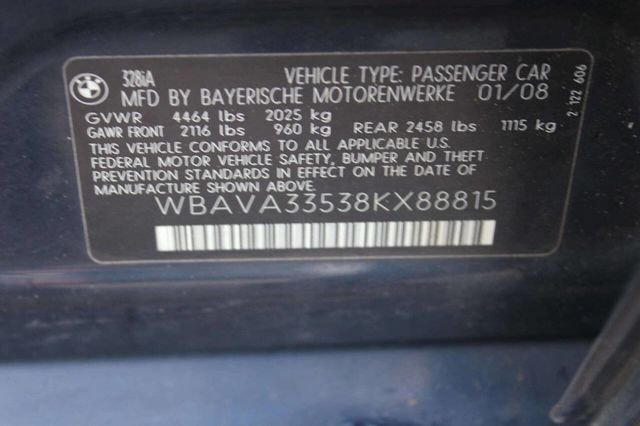 BMW
328iA VEHICLE TYPE: PASSENGER CAR
MFD BY BAYERISCHE MOTORENWERKE 01/08
GVWR 4464 lbs 2025 kg
GAWR FRONT 2116 lbs 960 kg REAR 2458 lbs 1115 kg
THIS VEHICLE CONFORMS TO ALL APPLICABLE U.S.
FEDERAL MOTOR VEHICLE SAFETY, BUMPER AND THEFT
PREVENTION STANDARDS IN EFFECT ON THE DATE OF
MANUFACTURE SHOWN ABOVE.
WBAVA33538KX88815
2 122 606